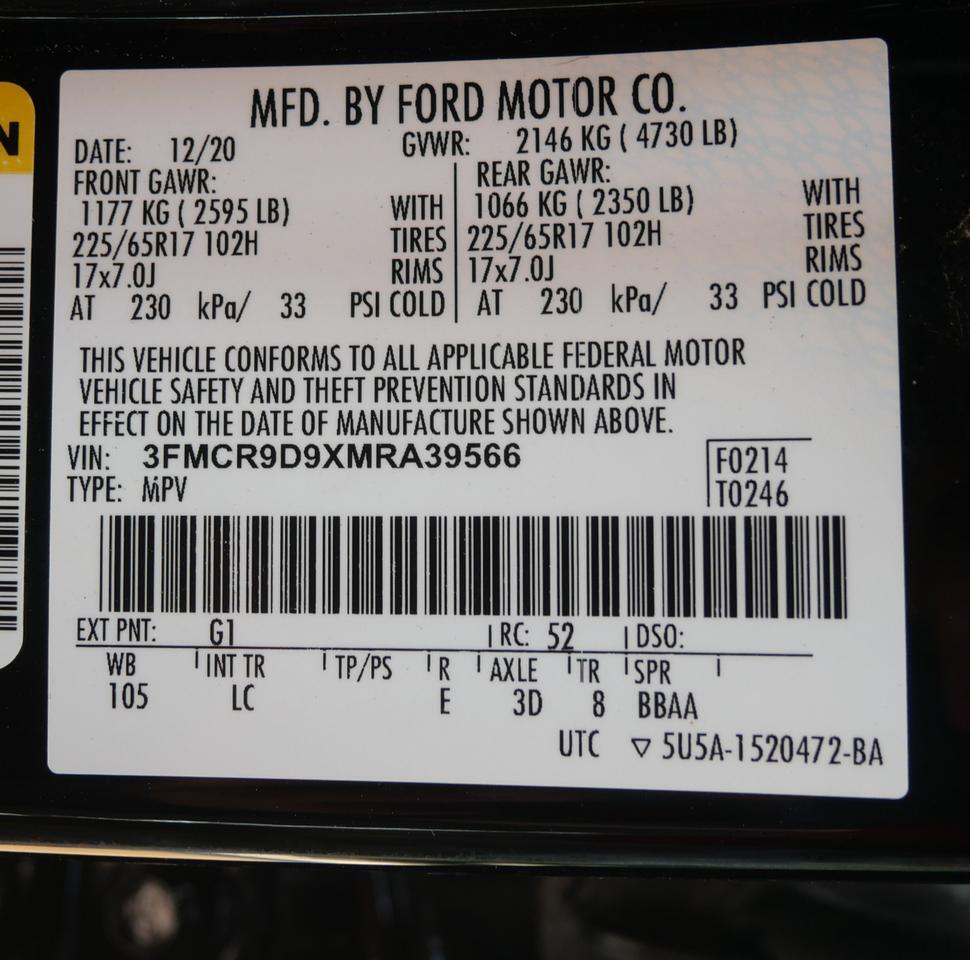 N
MFD. BY FORD MOTOR CO.
DATE: 12/20 GVWR: 2146 KG ( 4730 LB)
FRONT GAWR: REAR GAWR:
1177 KG ( 2595 LB) WITH 1066 KG ( 2350 LB) WITH
225/65R17 102H TIRES 225/65R17 102H TIRES
17x7.0J RIMS 17x7.0J RIMS
AT 230 kPa/ 33 PSI COLD AT 230 kPa/ 33 PSI COLD
THIS VEHICLE CONFORMS TO ALL APPLICABLE FEDERAL MOTOR
VEHICLE SAFETY AND THEFT PREVENTION STANDARDS IN
EFFECT ON THE DATE OF MANUFACTURE SHOWN ABOVE.
VIN: 3FMCR9D9XMRA39566 F0214
TYPE: MPV T0246
EXT PNT: G1 RC: 52 DSO:
WB INT TR TP/PS R AXLE TR SPR
105 LC E 3D 8 BBAA
UTC ▽ 5U5A-1520472-BA